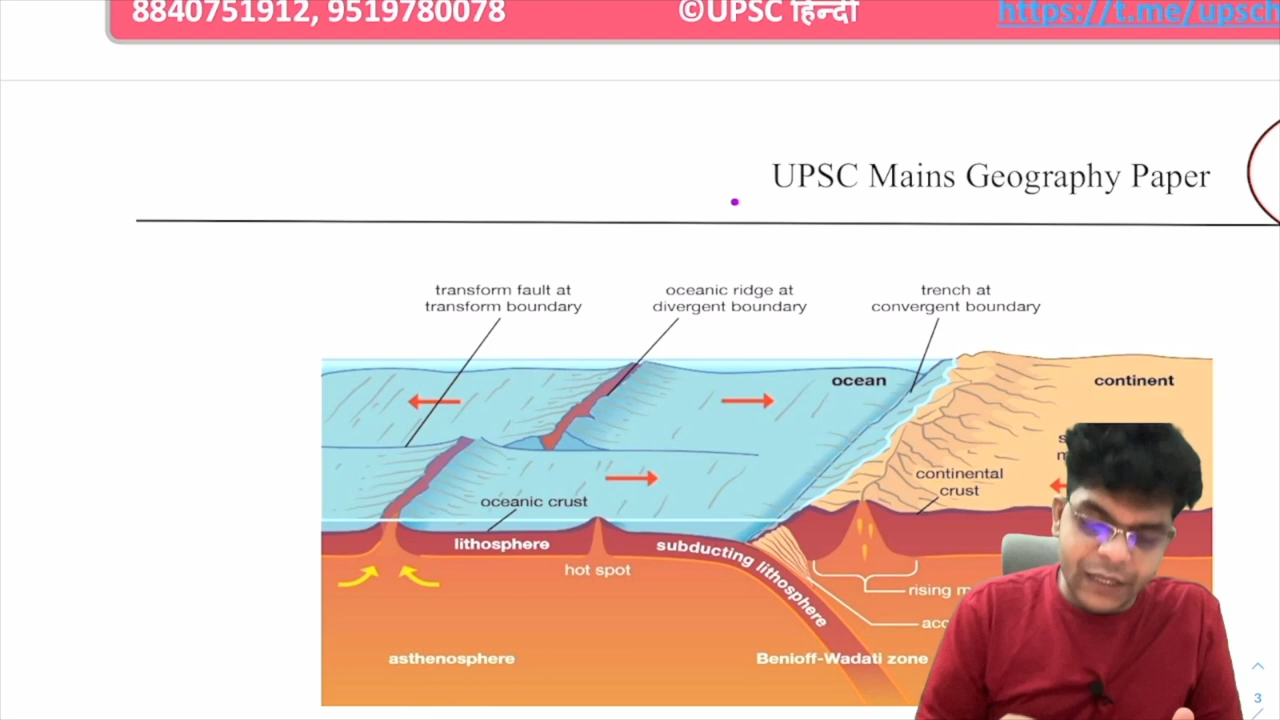 8840751912, 9519780078
©UPSC हिन्दी
https://t.me/upsch
UPSC Mains Geography Paper
transform fault at
transform boundary
oceanic ridge at
divergent boundary
trench at
convergent boundary
ocean
continent
continental
crust
oceanic crust
lithosphere
subducting lithosphere
hot spot
rising
asthenosphere
Benioff-Wadati zone
3